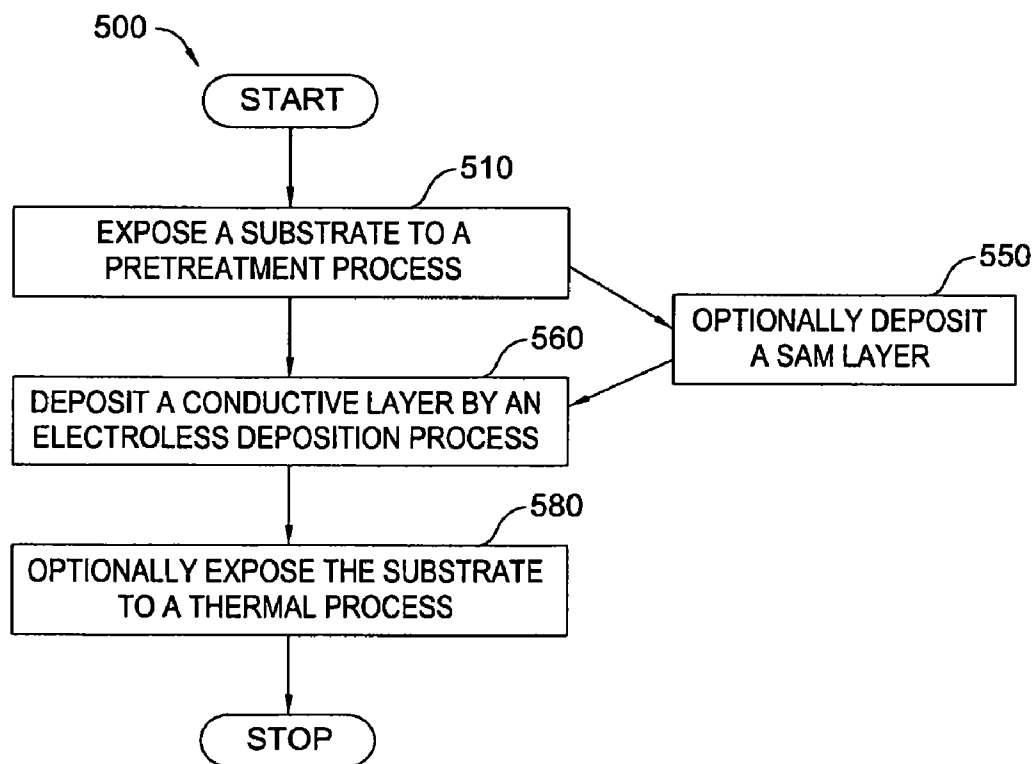 500
START
510
EXPOSE A SUBSTRATE TO A
PRETREATMENT PROCESS
550
OPTIONALLY DEPOSIT
A SAM LAYER
560
DEPOSIT A CONDUCTIVE LAYER BY AN
ELECTROLESS DEPOSITION PROCESS
580
OPTIONALLY EXPOSE THE SUBSTRATE
TO A THERMAL PROCESS
STOP